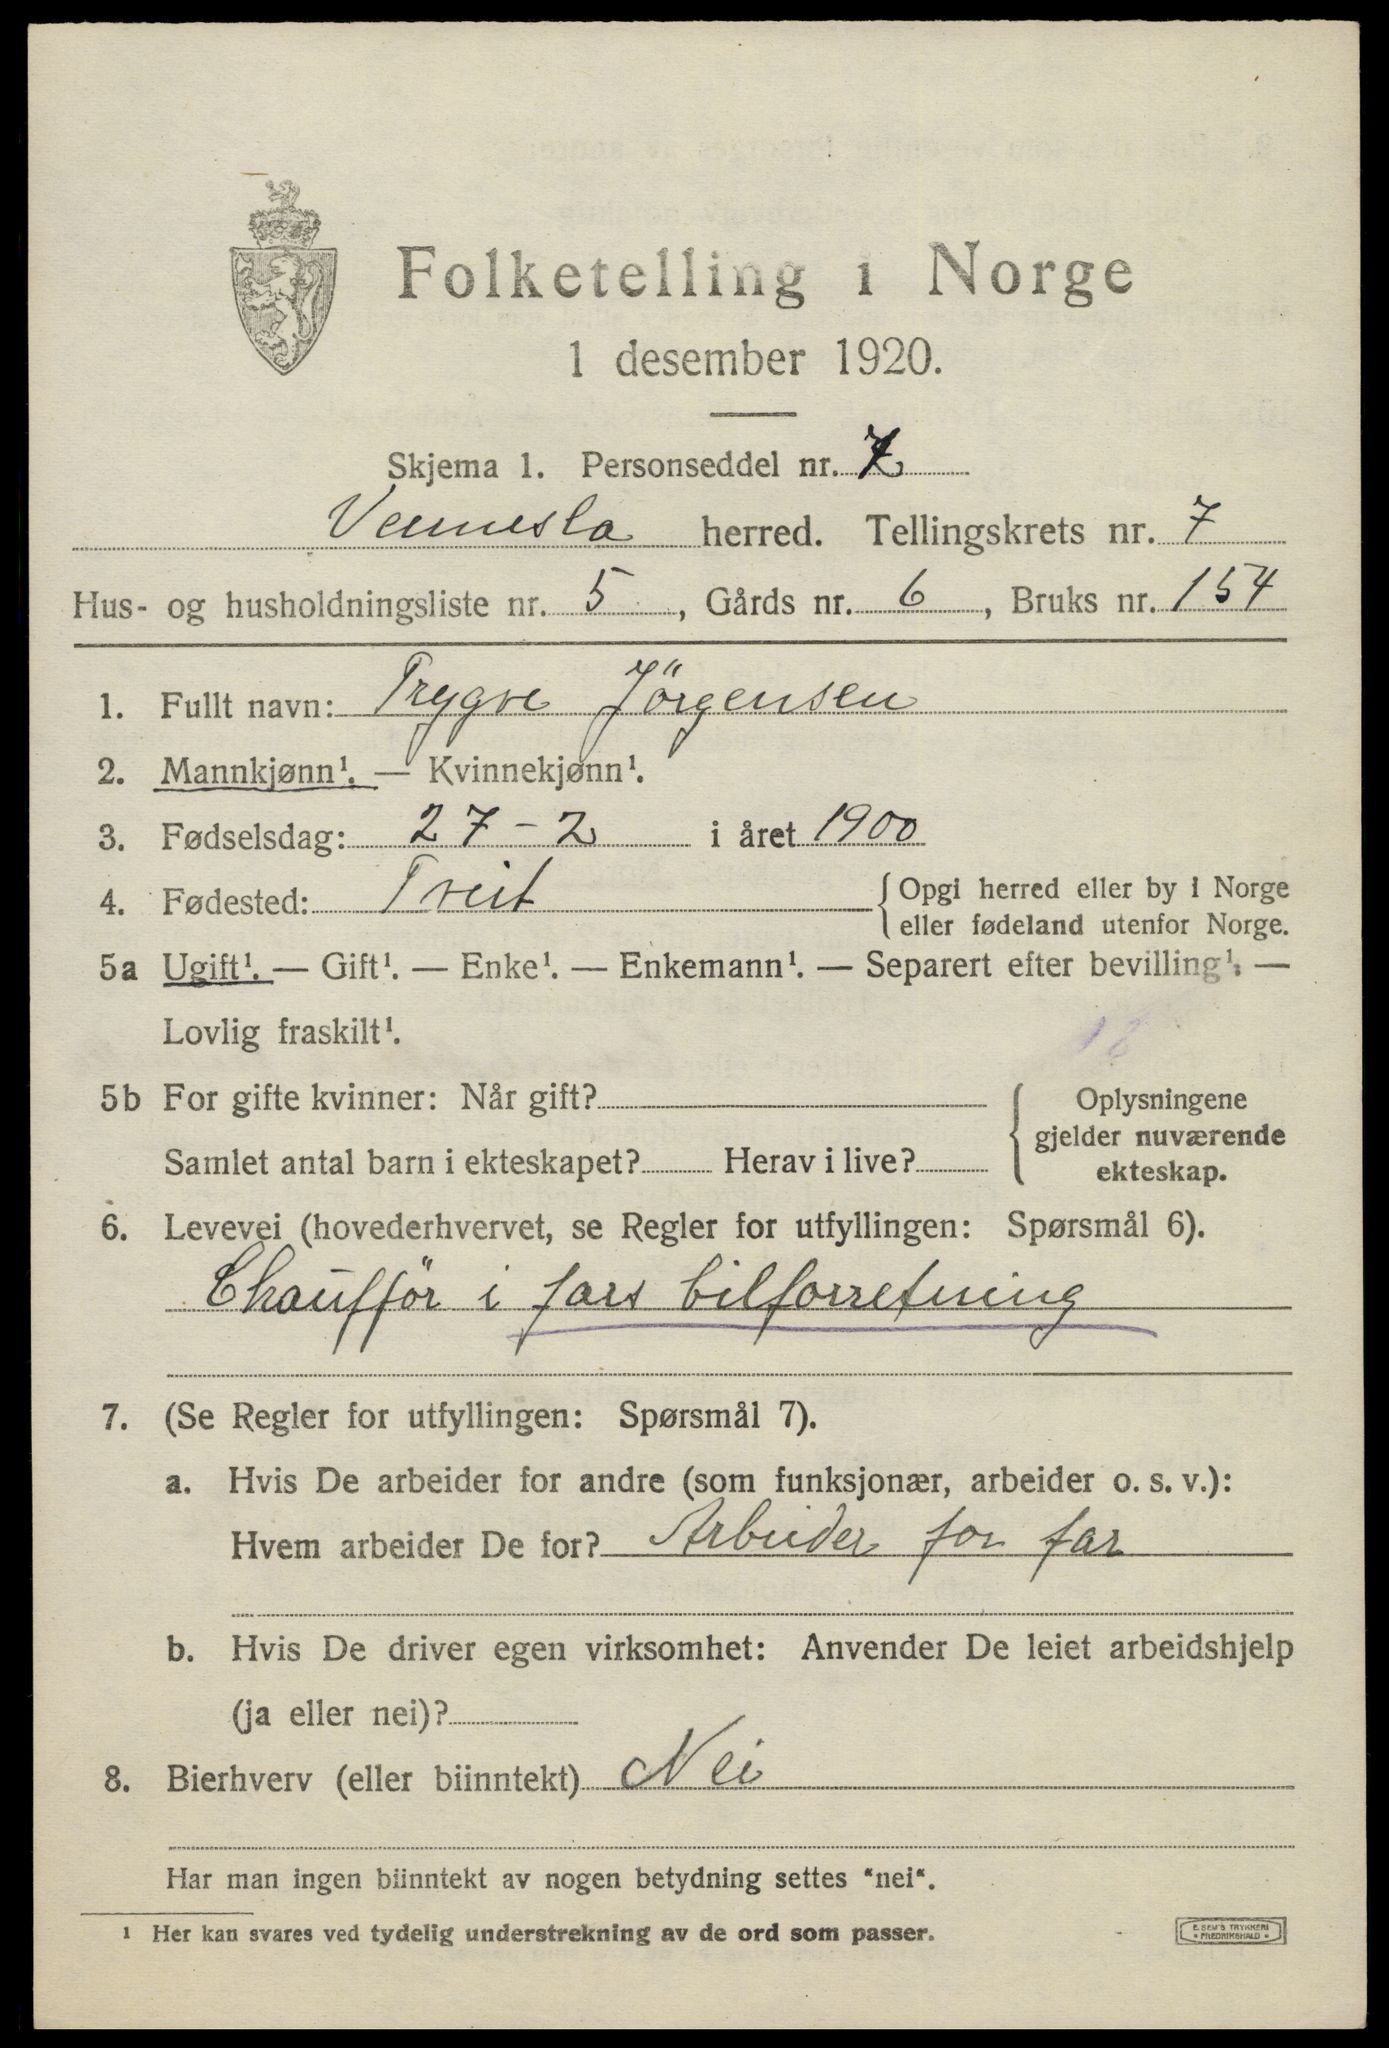 Folketelling i Norge
1 desember 1920.
Skjema 1. Personseddel nr.
Vennesla herred. Tellingskrets nr. 7
Hus- og husholdningsliste nr. 5, Gårds nr. 6, Bruks nr. 154
1. Fullt navn: Trygve Jörgensen
2. Mannkjønn¹. — Kvinnekjønn¹.
3. Fødselsdag: 27-2 i året 1900
4. Fødested: Tveit {Opgi herred eller by i Norge
eller fødeland utenfor Norge.
5a Ugift¹. — Gift¹. — Enke¹. — Enkemann¹. — Separert efter bevilling¹. —
Lovlig fraskilt¹.
5b For gifte kvinner: Når gift? { Oplysningene
gjelder nuværende
Samlet antal barn i ekteskapet? Herav i live?
ekteskap.
6. Levevei (hovederhvervet, se Regler for utfyllingen: Spørsmål 6).
Chaufför i fars bilforretning
7. (Se Regler for utfyllingen: Spørsmål 7).
a. Hvis De arbeider for andre (som funksjonær, arbeider o. s. v.):
Hvem arbeider De for? Arbeider for far
b. Hvis De driver egen virksomhet: Anvender De leiet arbeidshjelp
(ja eller nei)?
8. Bierhverv (eller biinntekt) Nei
Har man ingen biinntekt av nogen betydning settes "nei".
¹ Her kan svares ved tydelig understrekning av de ord som passer.
E. SEM'S TRYKKERI
• FREDRIKSHALD •